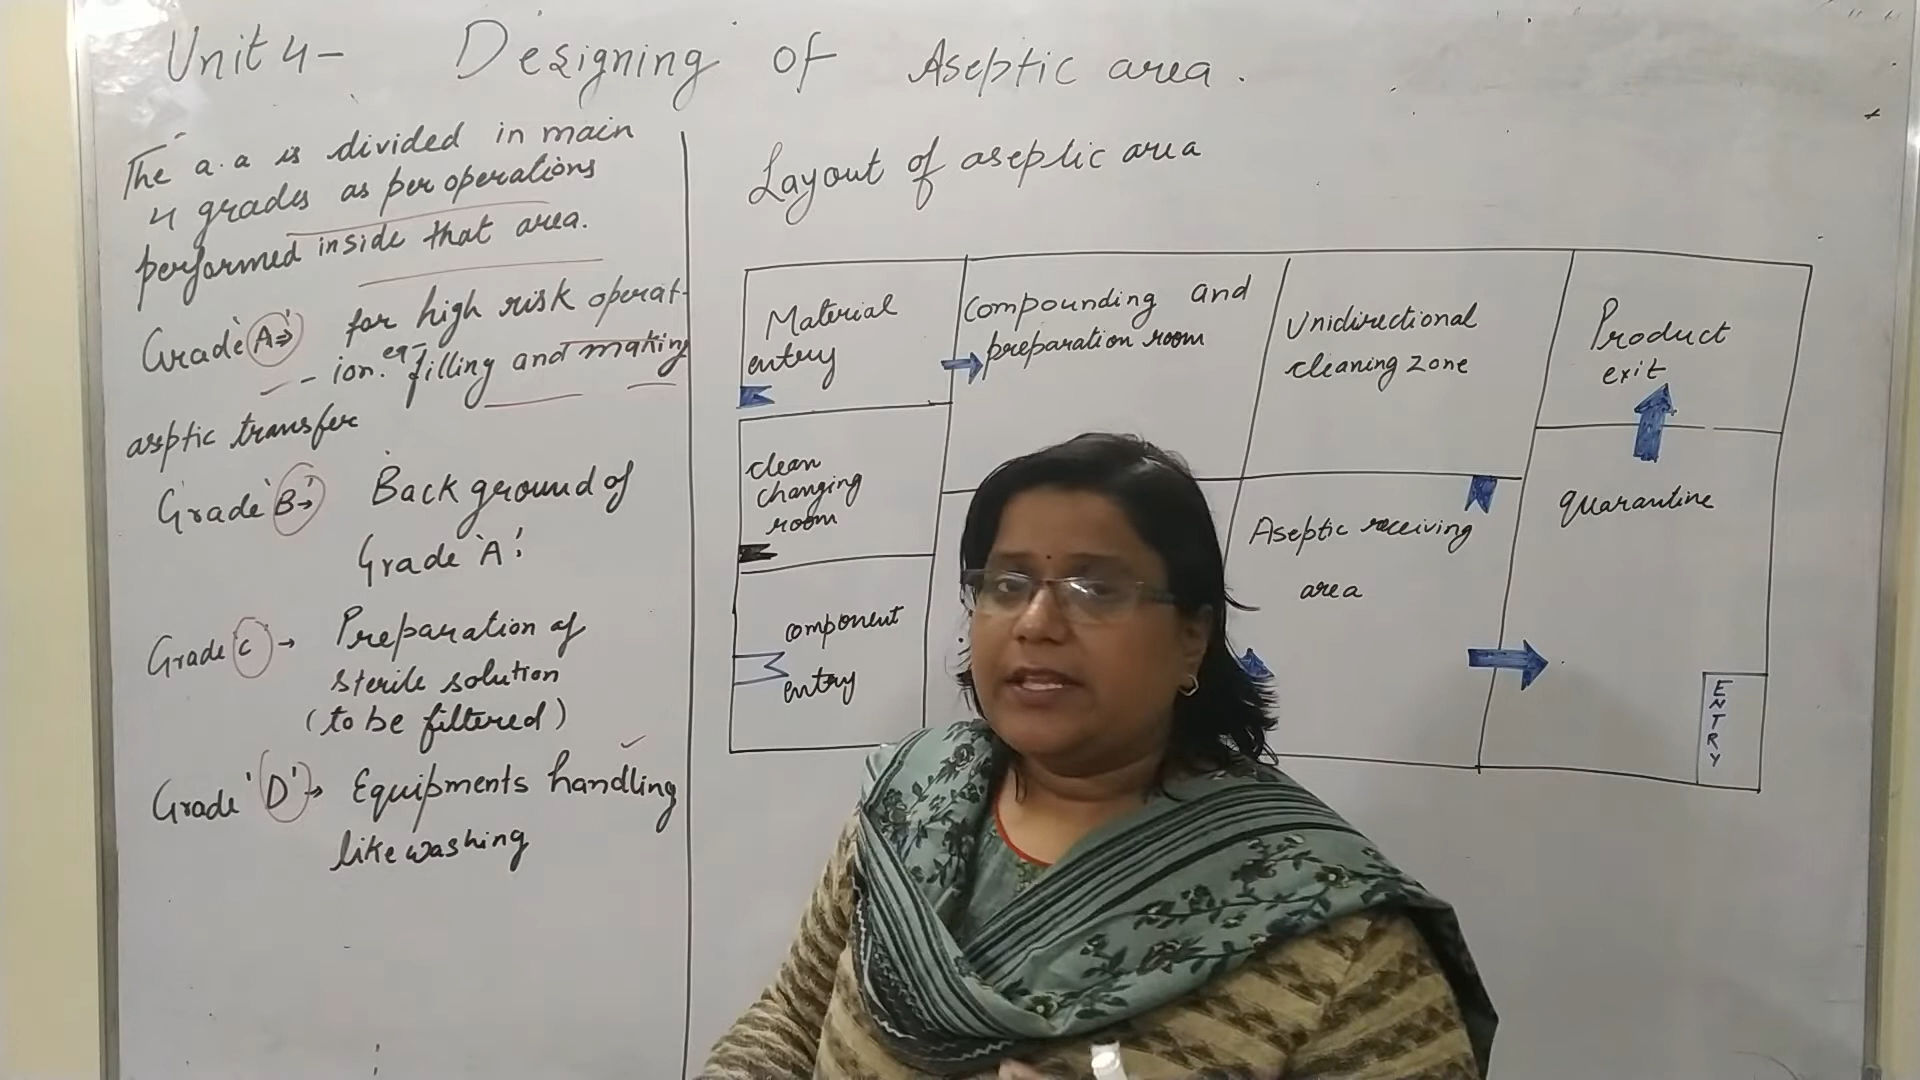 Unit 4- Designing of Aseptic area.
The a.a is divided in main
4 grades as per operations
performed inside that area.
Grade 'A' → for high risk operat-
- ion. eg- filling and making
asptic transfer
Grade 'B' → Background of
Grade 'A'.
Grade 'C' → Preparation of
sterile solution
(to be filtered)
Grade 'D' → Equipments handling
like washing
Layout of aseptic area
Material
entry
Compounding and
preparation room
Unidirectional
cleaning zone
Product
exit
clean
changing
room
component
entry
Aseptic receiving
area
quarantine
ENTRY